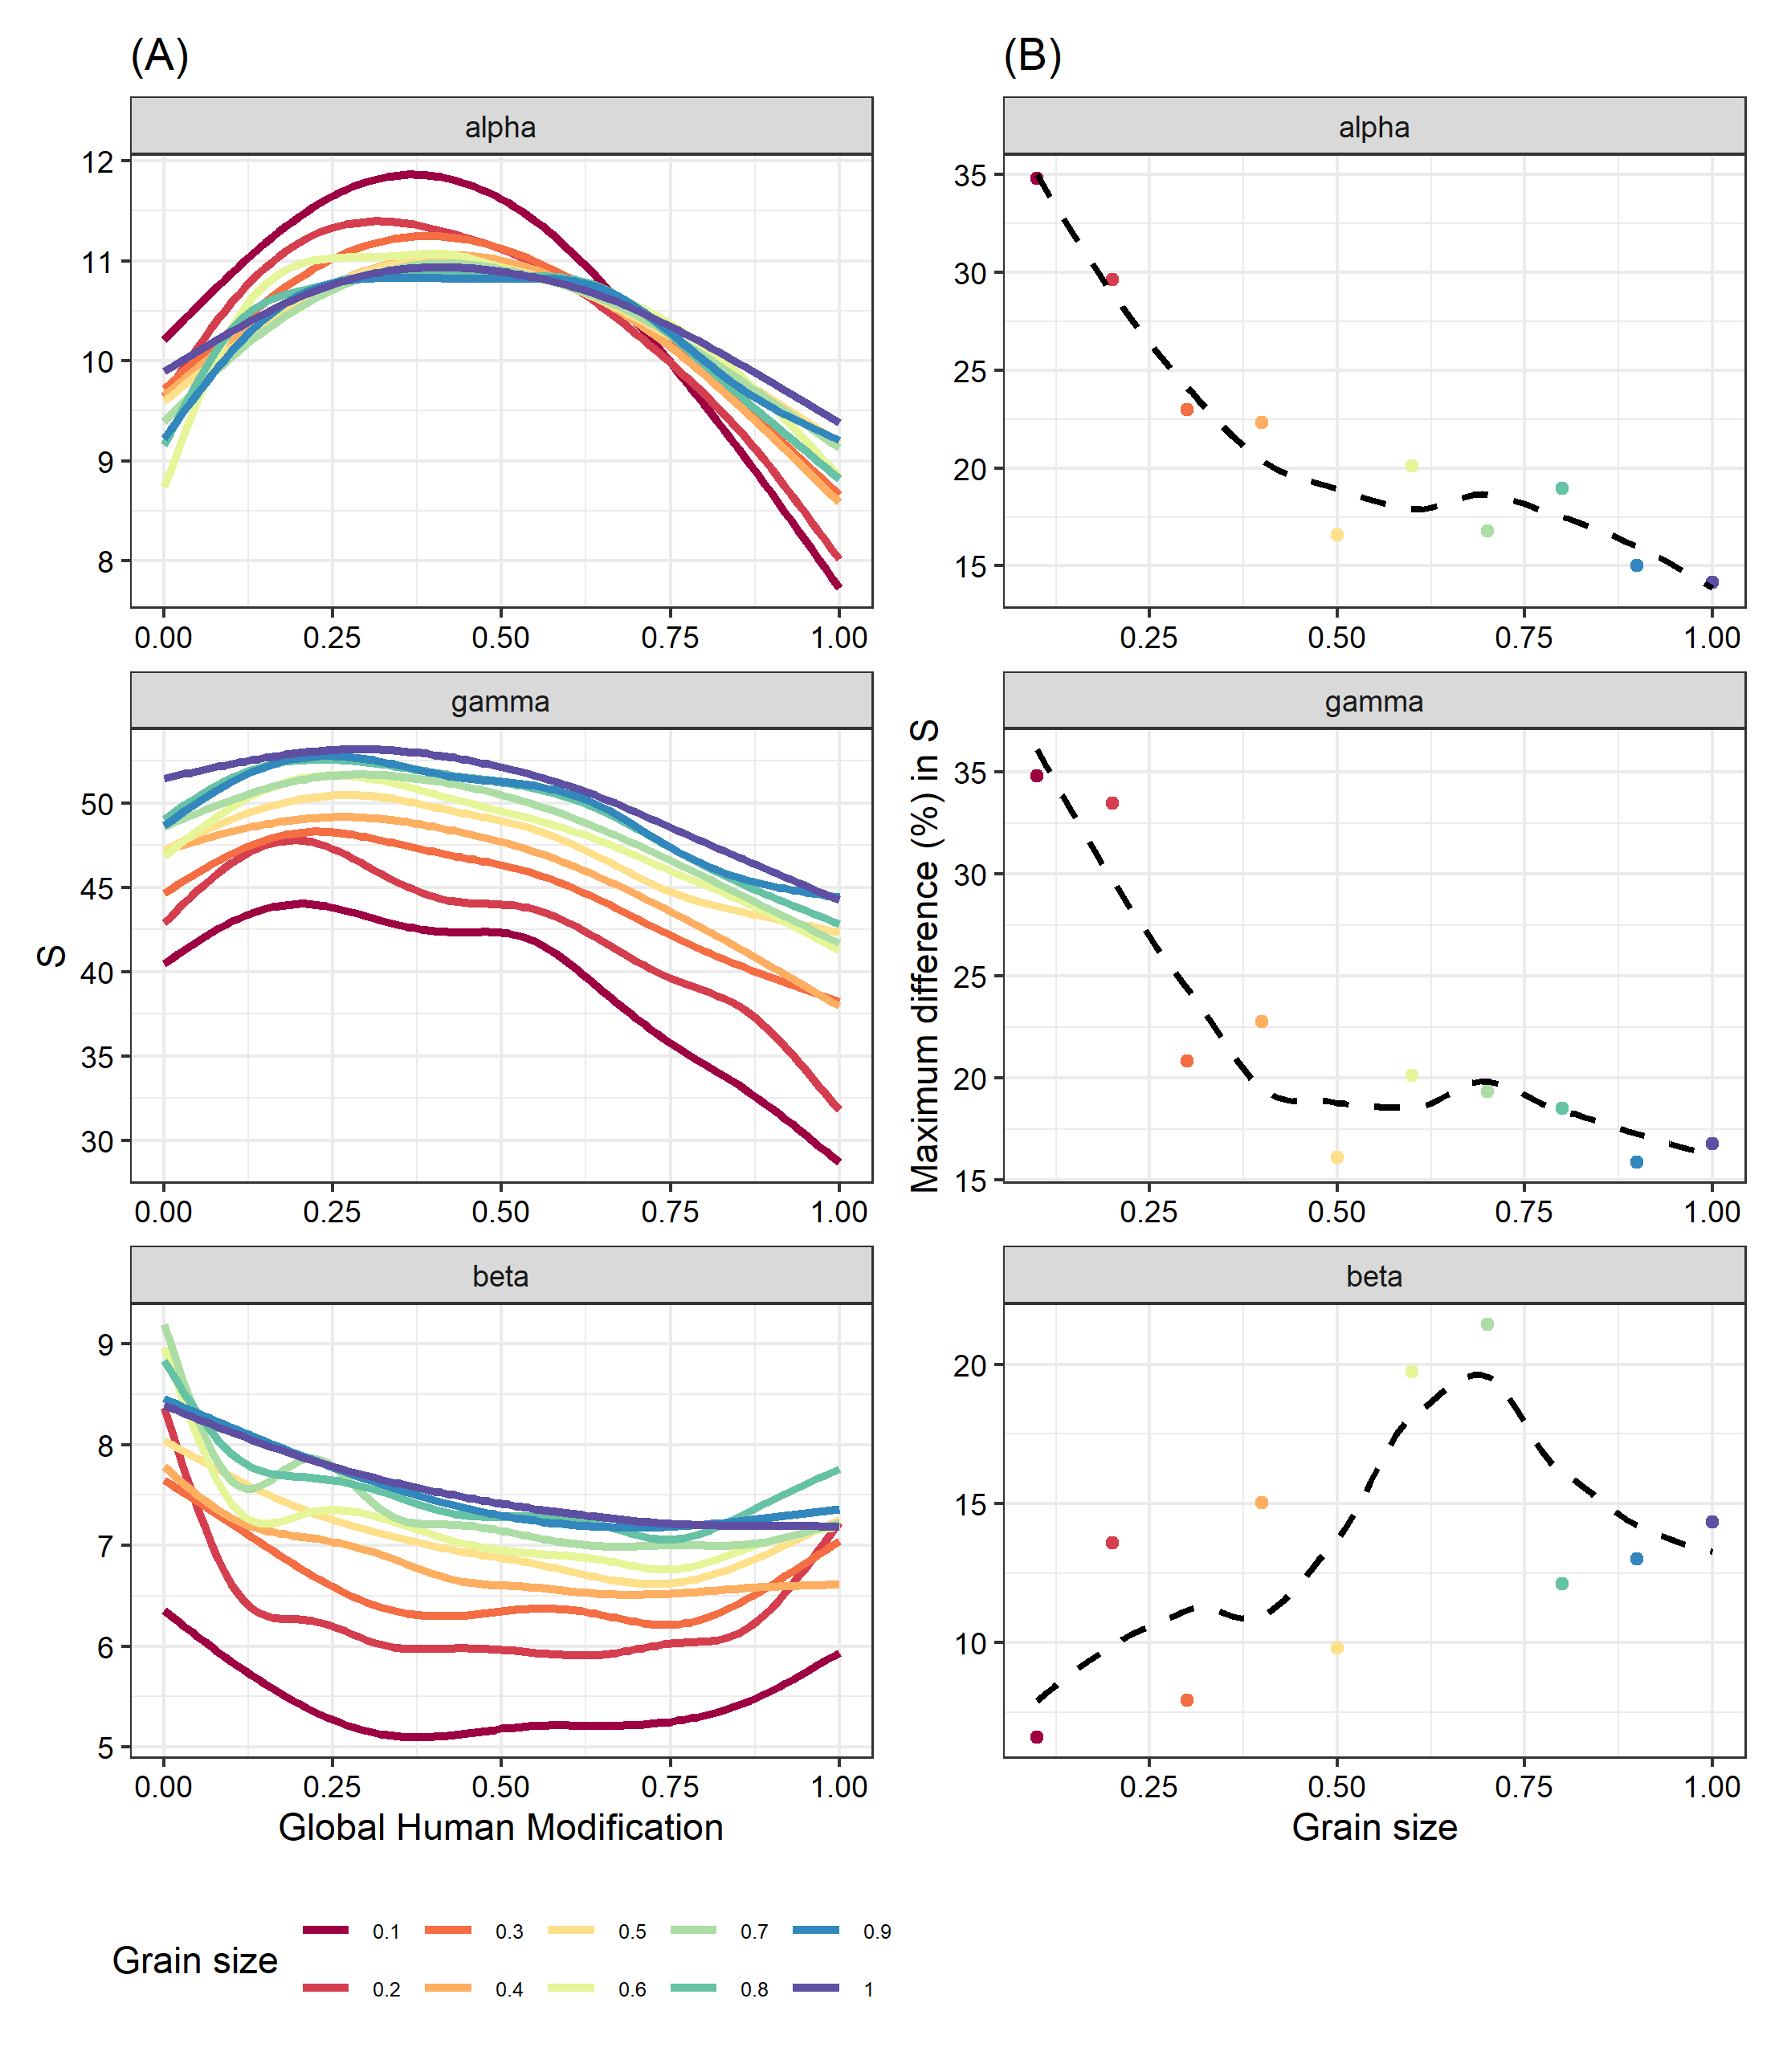 (A)
(B)
alpha
alpha
12
11
10
9
8
0.00 0.25 0.50 0.75 1.00
35
30
25
20
15
0.25 0.50 0.75 1.00
gamma
gamma
S
50
45
40
35
30
0.00 0.25 0.50 0.75 1.00
Maximum difference (%) in S
35
30
25
20
15
0.25 0.50 0.75 1.00
beta
beta
9
8
7
6
5
0.00 0.25 0.50 0.75 1.00
Global Human Modification
20
15
10
0.25 0.50 0.75 1.00
Grain size
Grain size
0.1 0.3 0.5 0.7 0.9
0.2 0.4 0.6 0.8 1